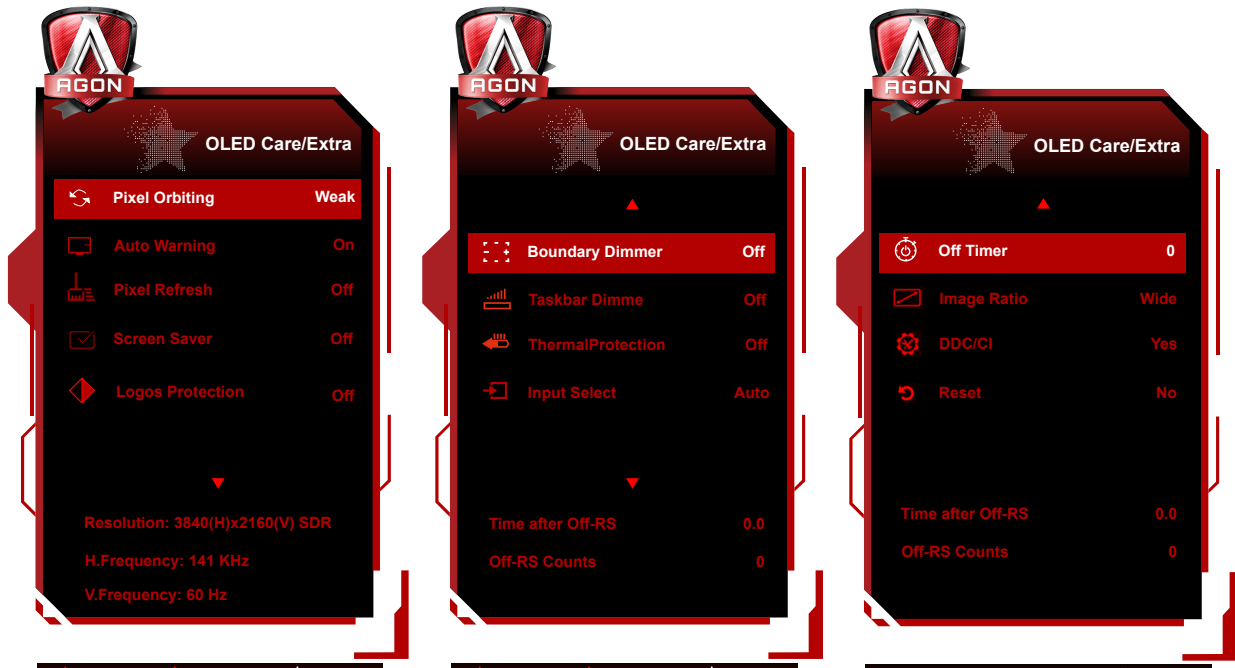 AGON
OLED Care/Extra
Pixel Orbiting Weak
Auto Warning On
Pixel Refresh Off
Screen Saver Off
Logos Protection Off
Resolution: 3840(H)x2160(V) SDR
H.Frequency: 141 KHz
V.Frequency: 60 Hz
AGON
OLED Care/Extra
Boundary Dimmer Off
Taskbar Dimme Off
ThermalProtection Off
Input Select Auto
Time after Off-RS 0.0
Off-RS Counts 0
AGON
OLED Care/Extra
Off Timer 0
Image Ratio Wide
DDC/CI Yes
Reset No
Time after Off-RS 0.0
Off-RS Counts 0